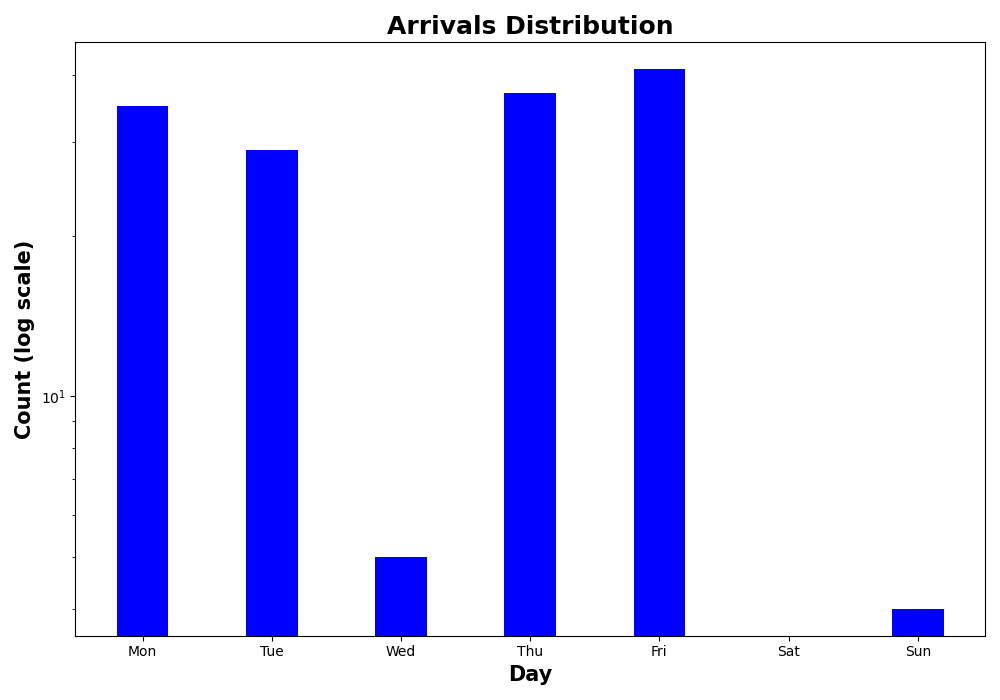 Arrivals Distribution
Count (log scale)
10¹
Mon Tue Wed Thu Fri Sat Sun
Day